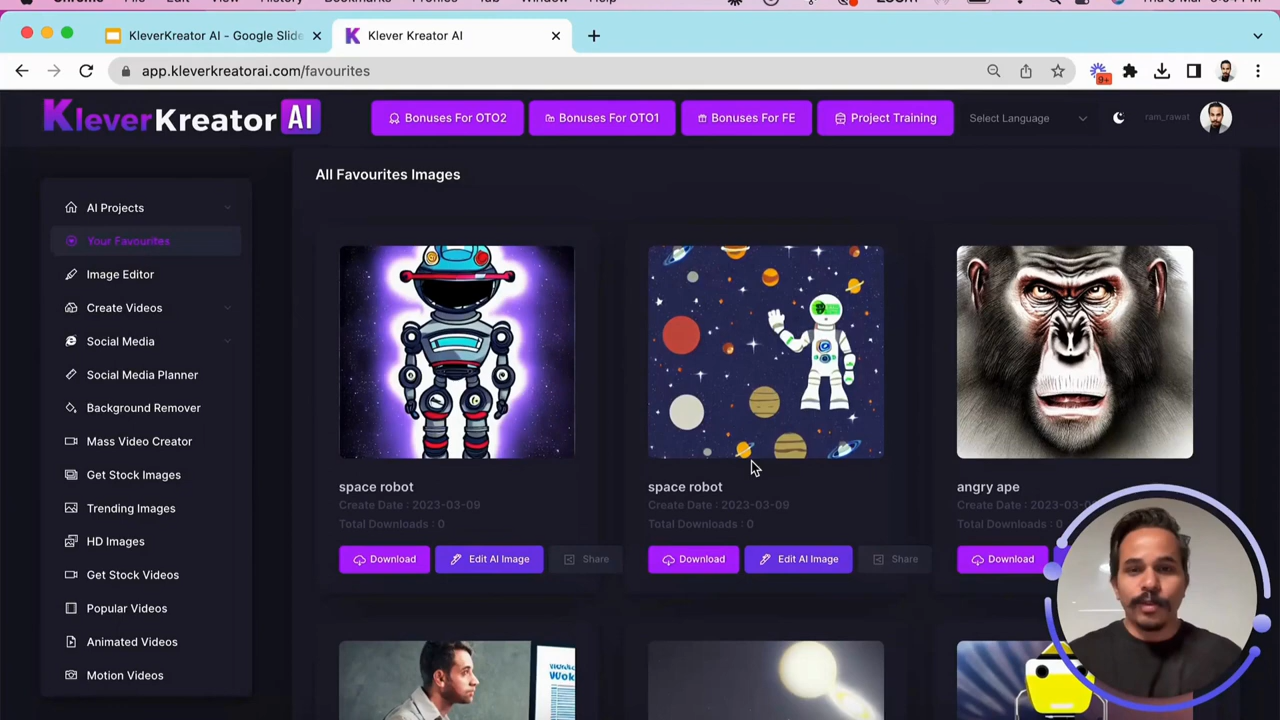 KleverKreator AI - Google Slide
Klever Kreator AI
app.kleverkreatorai.com/favourites
9+
KleverKreator AI
Bonuses For OTO2
Bonuses For OTO1
Bonuses For FE
Project Training
Select Language
ram_rawat
All Favourites Images
AI Projects
Your Favourites
Image Editor
Create Videos
Social Media
Social Media Planner
Background Remover
Mass Video Creator
Get Stock Images
Trending Images
HD Images
Get Stock Videos
Popular Videos
Animated Videos
Motion Videos
space robot
Create Date : 2023-03-09
Total Downloads : 0
Download
Edit AI Image
Share
space robot
Create Date : 2023-03-09
Total Downloads : 0
Download
Edit AI Image
Share
angry ape
Create Date : 2023-03-0
Total Downloads : 0
Download